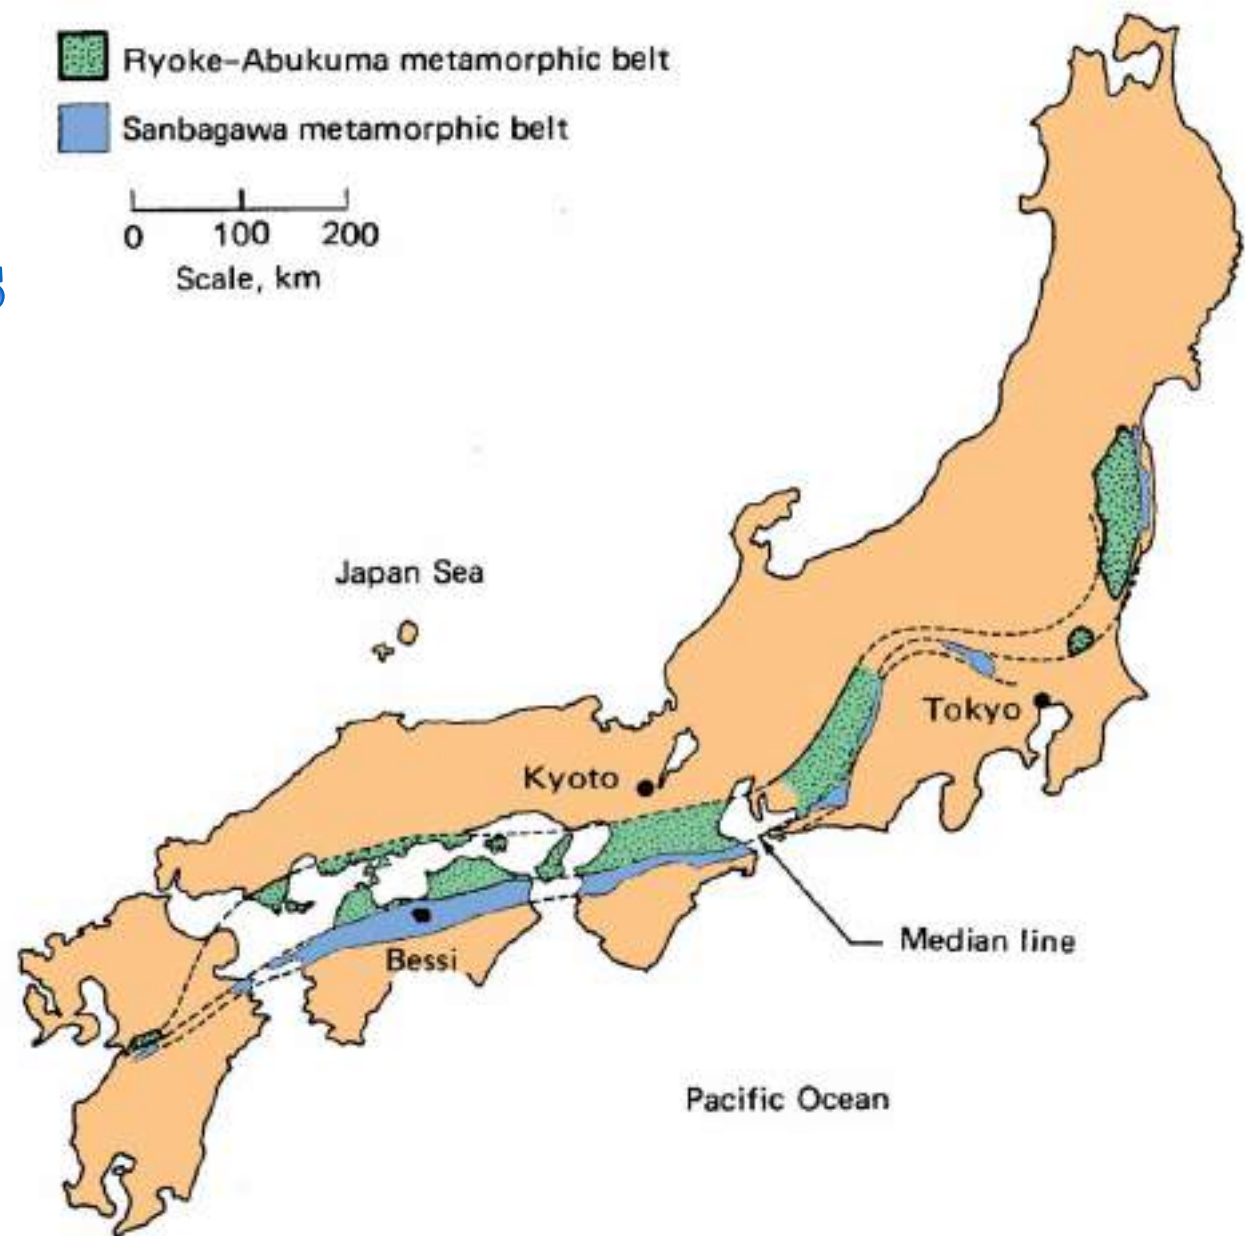 Ryoke-Abukuma metamorphic belt
Sanbagawa metamorphic belt
0 100 200
Scale, km
Japan Sea
Tokyo
Kyoto
Median line
Bessi
Pacific Ocean